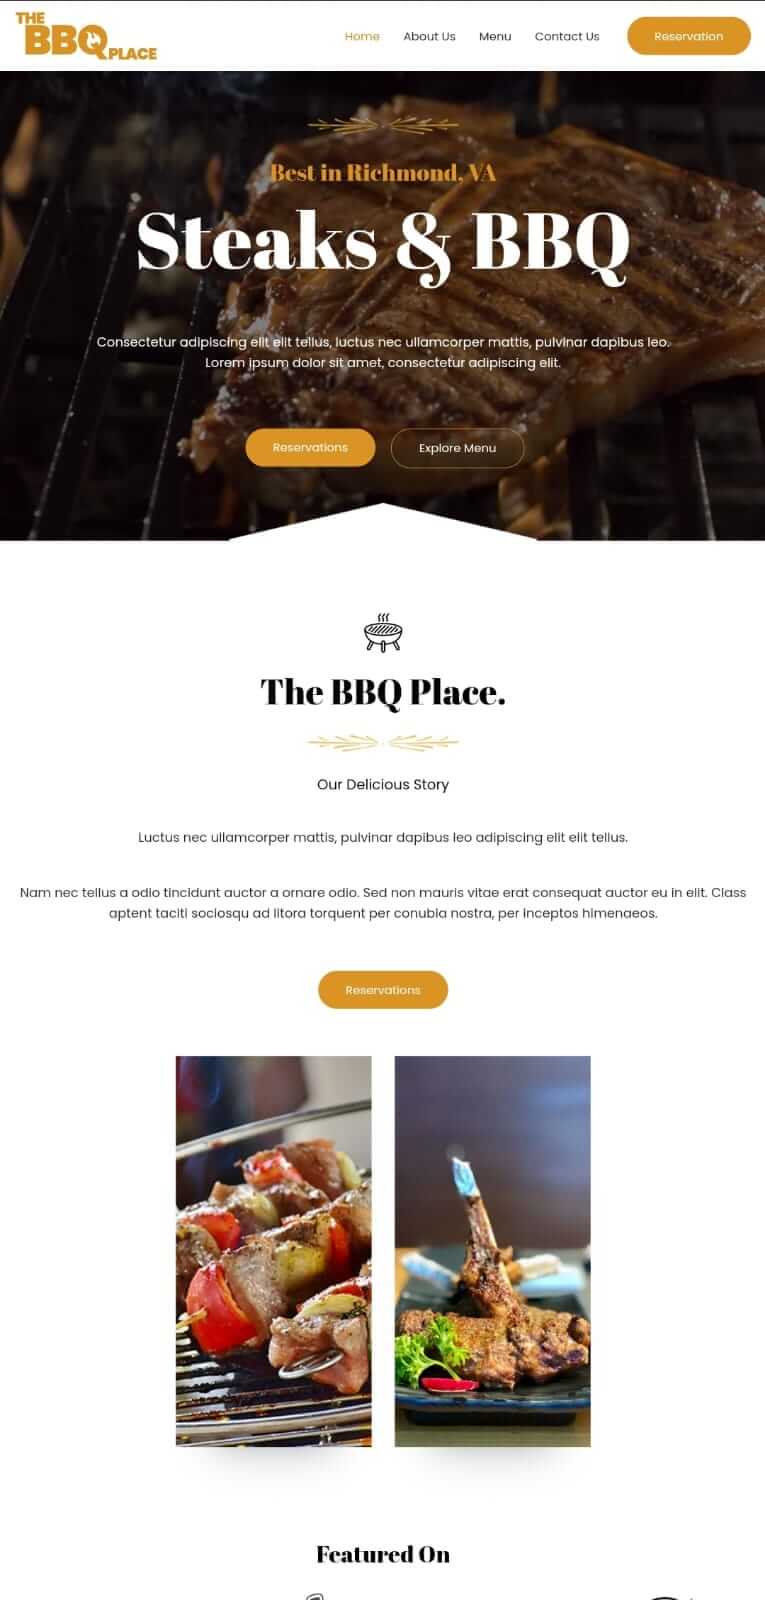 THE
BBQ
PLACE
Home
About Us
Menu
Contact Us
Reservation
Best in Richmond, VA
Steaks & BBQ
Consectetur adipiscing elit elit tellus, luctus nec ullamcorper mattis, pulvinar dapibus leo.
Lorem ipsum dolor sit amet, consectetur adipiscing elit.
Reservations
Explore Menu
The BBQ Place.
Our Delicious Story
Luctus nec ullamcorper mattis, pulvinar dapibus leo adipiscing elit elit tellus.
Nam nec tellus a odio tincidunt auctor a ornare odio. Sed non mauris vitae erat consequat auctor eu in elit. Class
aptent taciti sociosqu ad litora torquent per conubia nostra, per inceptos himenaeos.
Reservations
Featured On